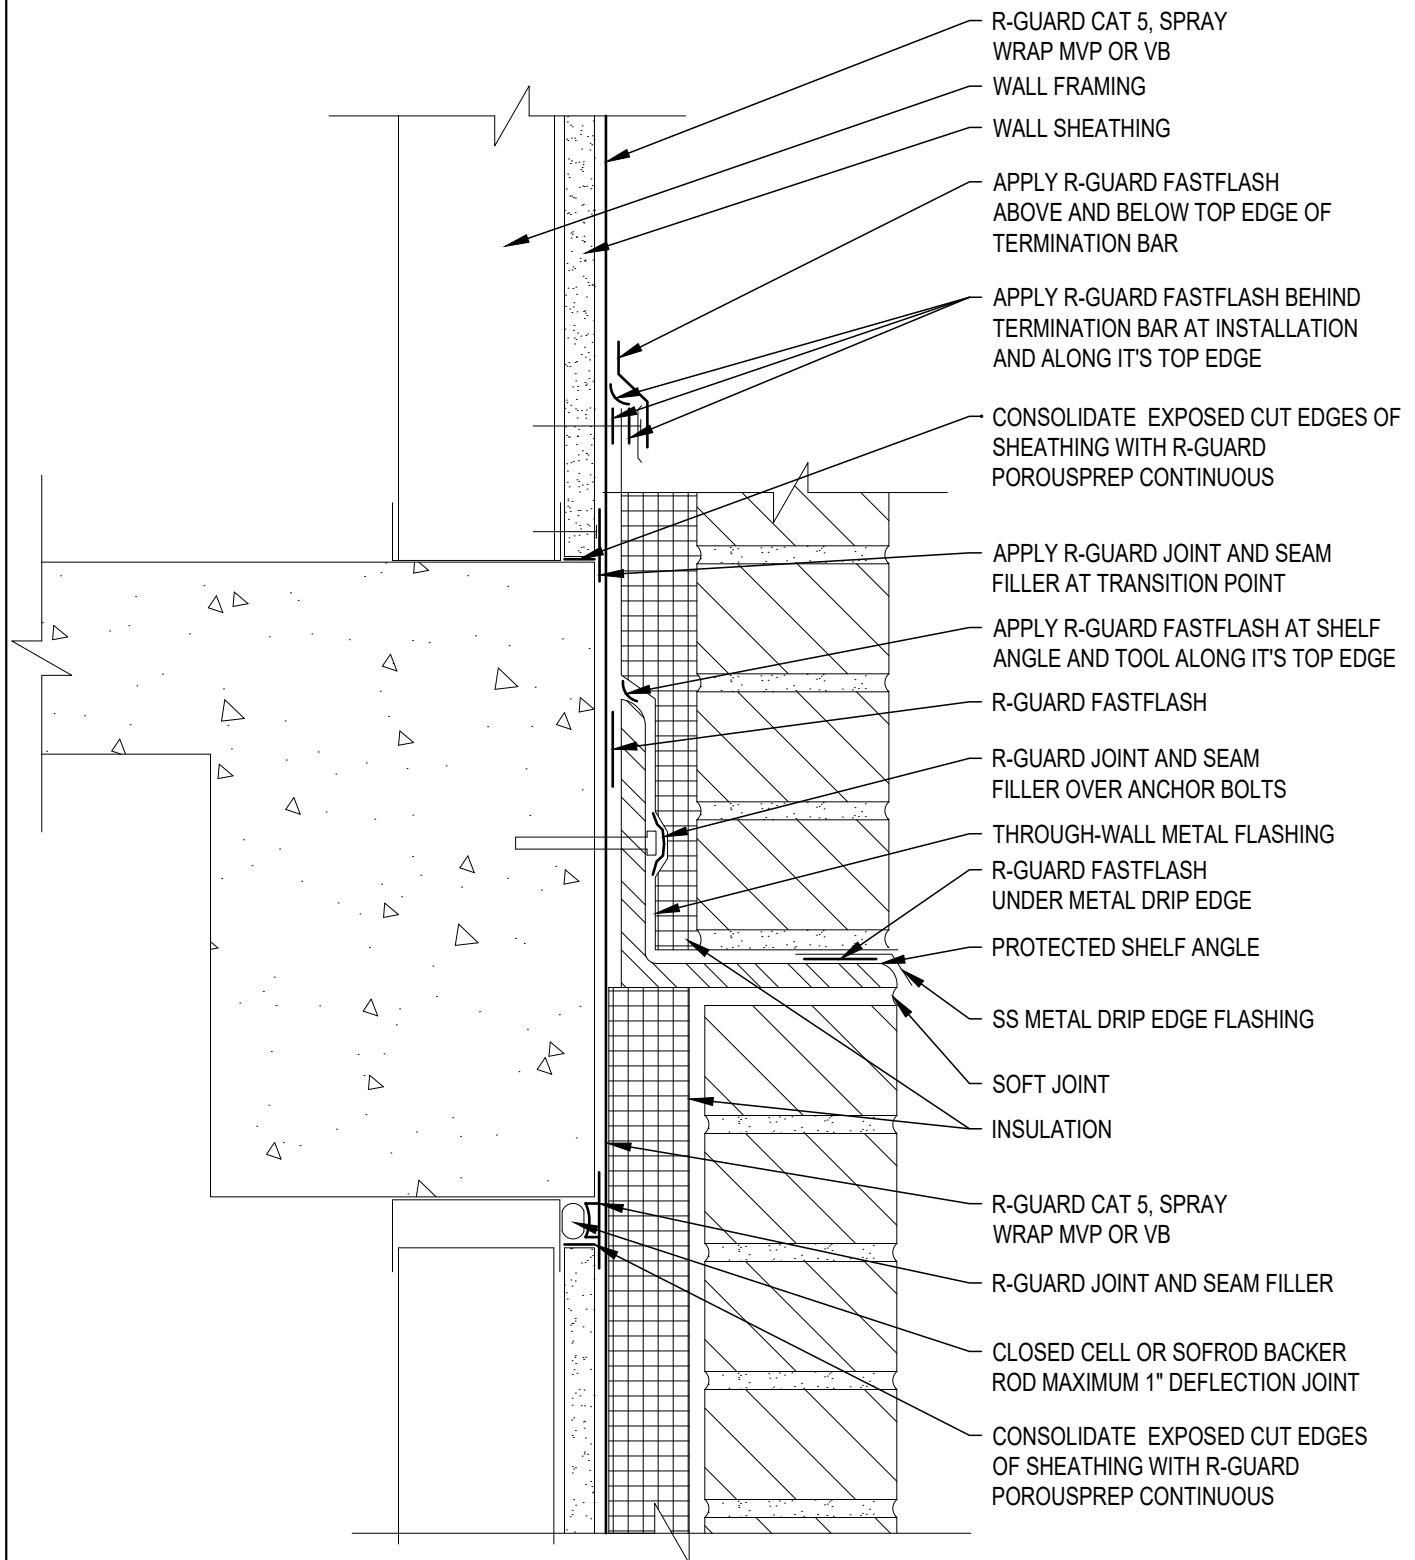 R-GUARD CAT 5, SPRAY
WRAP MVP OR VB
WALL FRAMING
WALL SHEATHING
APPLY R-GUARD FASTFLASH
ABOVE AND BELOW TOP EDGE OF
TERMINATION BAR
APPLY R-GUARD FASTFLASH BEHIND
TERMINATION BAR AT INSTALLATION
AND ALONG IT'S TOP EDGE
CONSOLIDATE EXPOSED CUT EDGES OF
SHEATHING WITH R-GUARD
POROUSPREP CONTINUOUS
APPLY R-GUARD JOINT AND SEAM
FILLER AT TRANSITION POINT
APPLY R-GUARD FASTFLASH AT SHELF
ANGLE AND TOOL ALONG IT'S TOP EDGE
R-GUARD FASTFLASH
R-GUARD JOINT AND SEAM
FILLER OVER ANCHOR BOLTS
THROUGH-WALL METAL FLASHING
R-GUARD FASTFLASH
UNDER METAL DRIP EDGE
PROTECTED SHELF ANGLE
SS METAL DRIP EDGE FLASHING
SOFT JOINT
INSULATION
R-GUARD CAT 5, SPRAY
WRAP MVP OR VB
R-GUARD JOINT AND SEAM FILLER
CLOSED CELL OR SOFROD BACKER
ROD MAXIMUM 1" DEFLECTION JOINT
CONSOLIDATE EXPOSED CUT EDGES
OF SHEATHING WITH R-GUARD
POROUSPREP CONTINUOUS